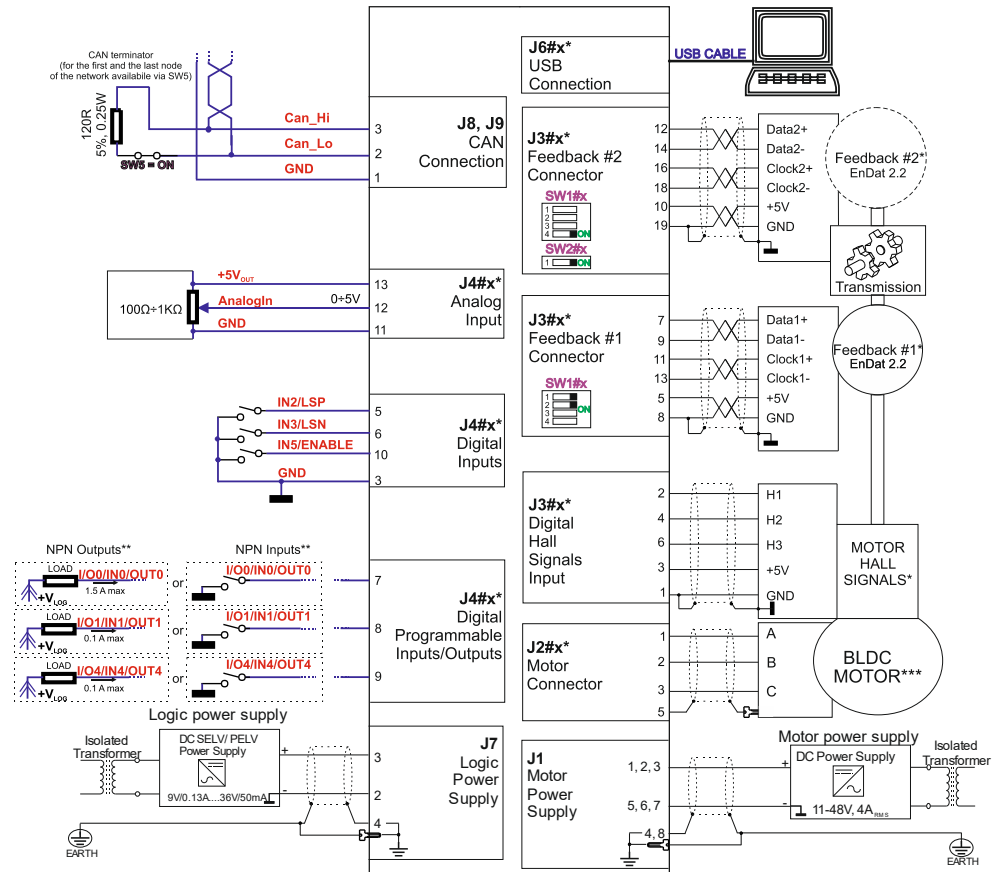 CAN terminator
(for the first and the last node
of the network availabile via SW5)
120R
5%, 0.25W
SW5 = ON
Can_Hi
3
Can_Lo
2
GND
1
J8, J9
CAN
Connection
+5VOUT
13
100Ω÷1KΩ
AnalogIn
0÷5V
12
GND
11
J4#x*
Analog
Input
IN2/LSP
5
IN3/LSN
6
IN5/ENABLE
10
GND
3
J4#x*
Digital
Inputs
NPN Outputs**
NPN Inputs**
LOAD
I/O0/IN0/OUT0
1.5 A max
+VLOG
or
I/O0/IN0/OUT0
7
LOAD
I/O1/IN1/OUT1
0.1 A max
+VLOG
or
I/O1/IN1/OUT1
8
LOAD
I/O4/IN4/OUT4
0.1 A max
+VLOG
or
I/O4/IN4/OUT4
9
J4#x*
Digital
Programmable
Inputs/Outputs
Logic power supply
Isolated
Transformer
DC SELV/ PELV
Power Supply
+
-
9V/0.13A....36V/50mA
3
2
4
EARTH
J7
Logic
Power
Supply
J6#x*
USB
Connection
USB CABLE
J3#x*
Feedback #2
Connector
SW1#x
1
2
3
4
ON
SW2#x
1
ON
12
14
16
18
10
19
Data2+
Data2-
Clock2+
Clock2-
+5V
GND
Feedback #2*
EnDat 2.2
Transmission
J3#x*
Feedback #1
Connector
SW1#x
1
2
3
4
ON
7
9
11
13
5
8
Data1+
Data1-
Clock1+
Clock1-
+5V
GND
Feedback #1*
EnDat 2.2
J3#x*
Digital
Hall
Signals
Input
2
4
6
3
1
H1
H2
H3
+5V
GND
MOTOR
HALL
SIGNALS*
J2#x*
Motor
Connector
1
2
3
5
A
B
C
BLDC
MOTOR***
J1
Motor
Power
Supply
1, 2, 3
5, 6, 7
4, 8
Motor power supply
+
-
DC Power Supply
11-48V, 4ARMS
Isolated
Transformer
EARTH